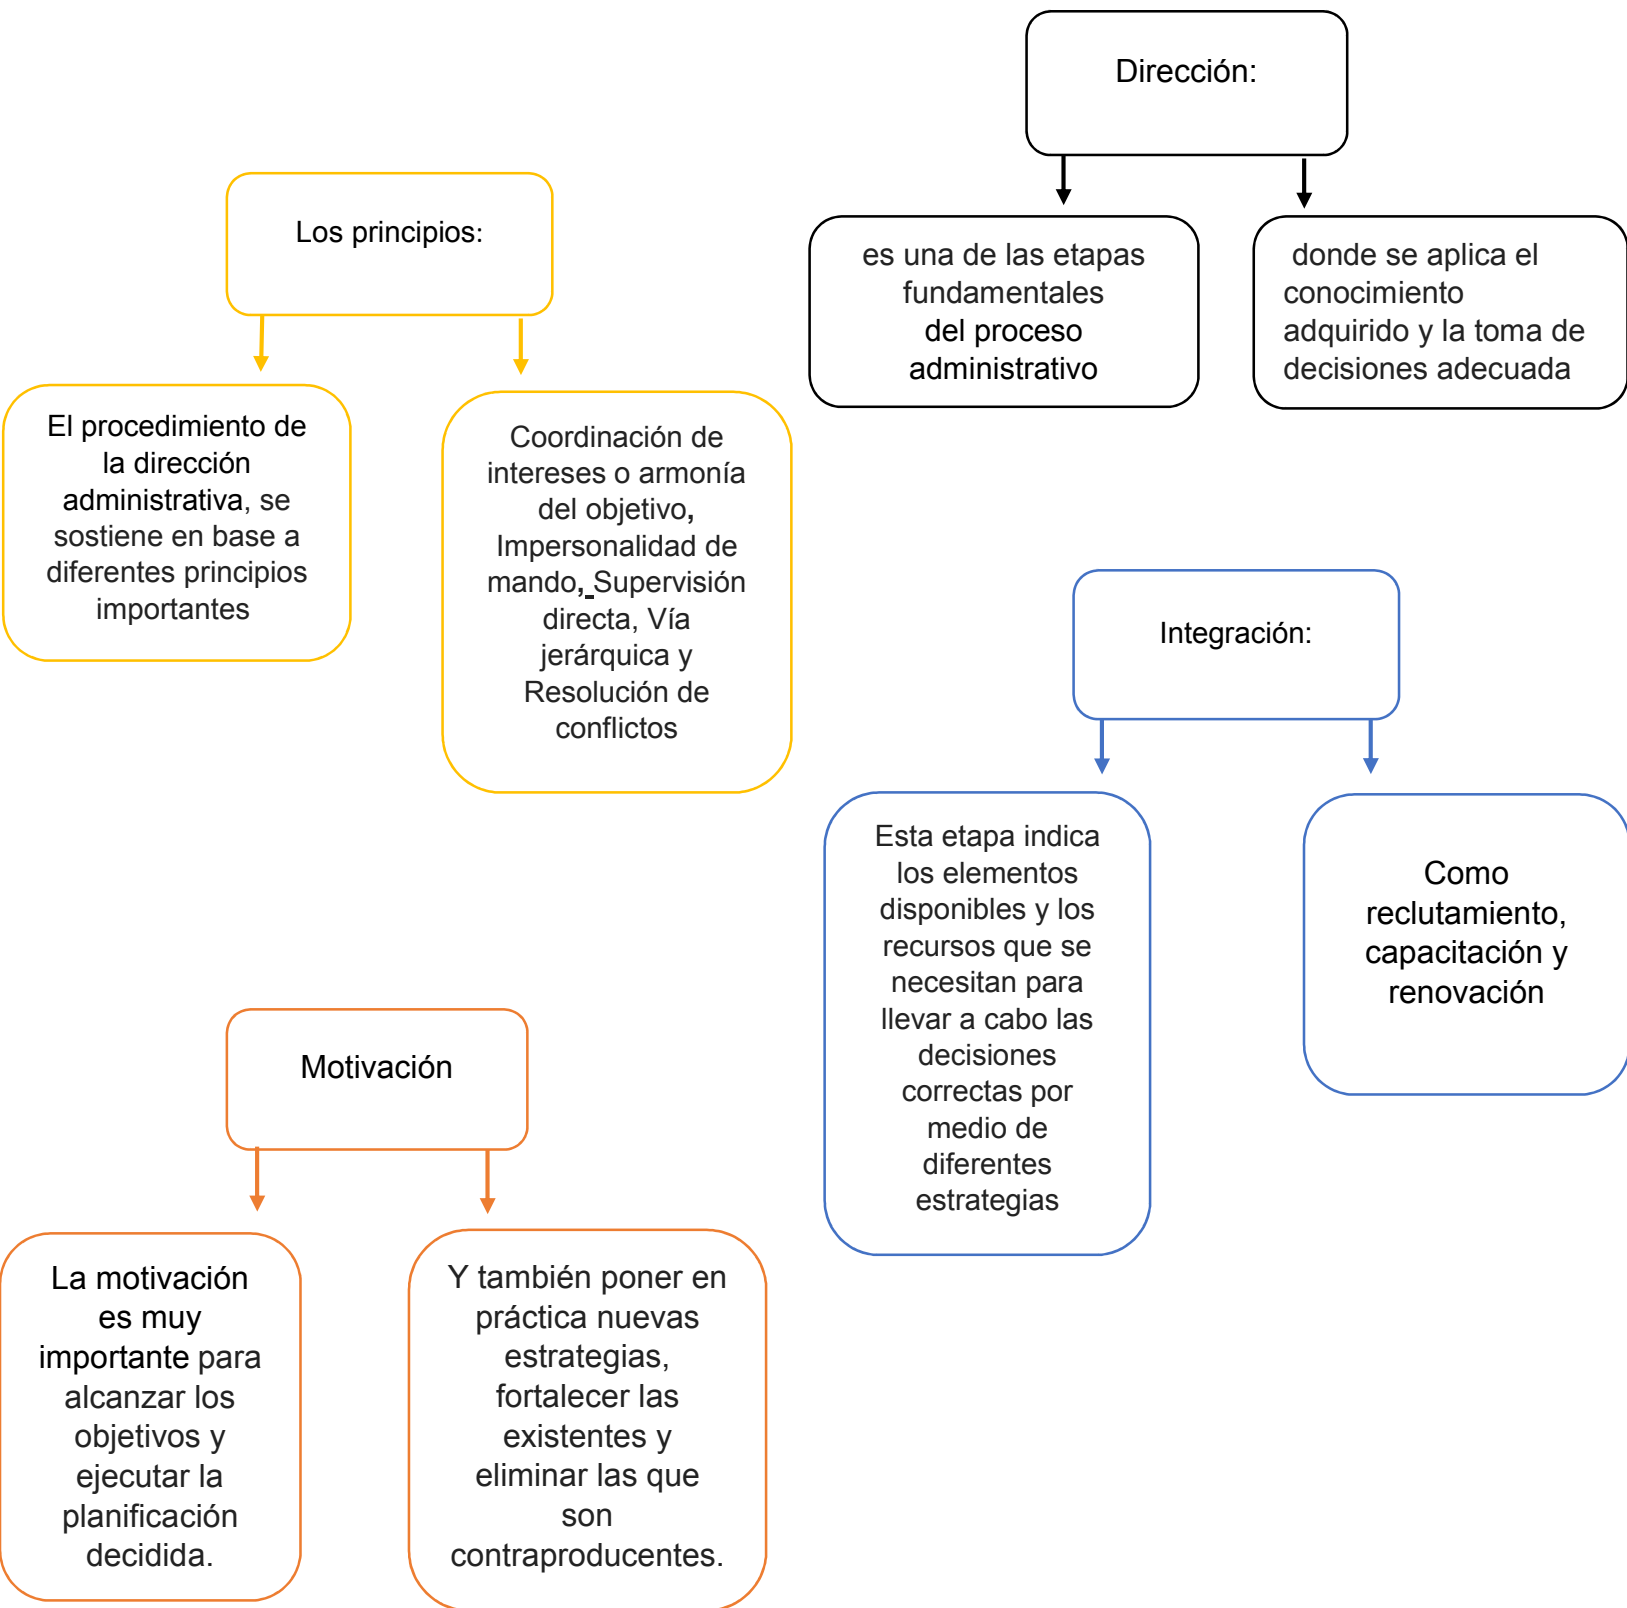 Dirección:
es una de las etapas
fundamentales
del proceso
administrativo
donde se aplica el
conocimiento
adquirido y la toma de
decisiones adecuada
Los principios:
El procedimiento de
la dirección
administrativa, se
sostiene en base a
diferentes principios
importantes
Coordinación de
intereses o armonía
del objetivo,
Impersonalidad de
mando, Supervisión
directa, Vía
jerárquica y
Resolución de
conflictos
Integración:
Esta etapa indica
los elementos
disponibles y los
recursos que se
necesitan para
llevar a cabo las
decisiones
correctas por
medio de
diferentes
estrategias
Como
reclutamiento,
capacitación y
renovación
Motivación
La motivación
es muy
importante para
alcanzar los
objetivos y
ejecutar la
planificación
decidida.
Y también poner en
práctica nuevas
estrategias,
fortalecer las
existentes y
eliminar las que
son
contraproducentes.